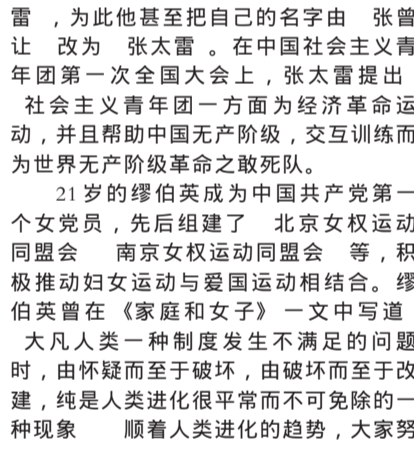 雷 ，为此他甚至把自己的名字由 张曾
让 改为 张太雷 。在中国社会主义青
年团第一次全国大会上，张太雷提出
社会主义青年团一方面为经济革命运
动，并且帮助中国无产阶级，交互训练而
为世界无产阶级革命之敢死队。
21岁的缪伯英成为中国共产党第一
个女党员，先后组建了 北京女权运动
同盟会 南京女权运动同盟会 等，积
极推动妇女运动与爱国运动相结合。缪
伯英曾在《家庭和女子》一文中写道
大凡人类一种制度发生不满足的问题
时，由怀疑而至于破坏，由破坏而至于改
建，纯是人类进化很平常而不可免除的一
种现象 顺着人类进化的趋势，大家努